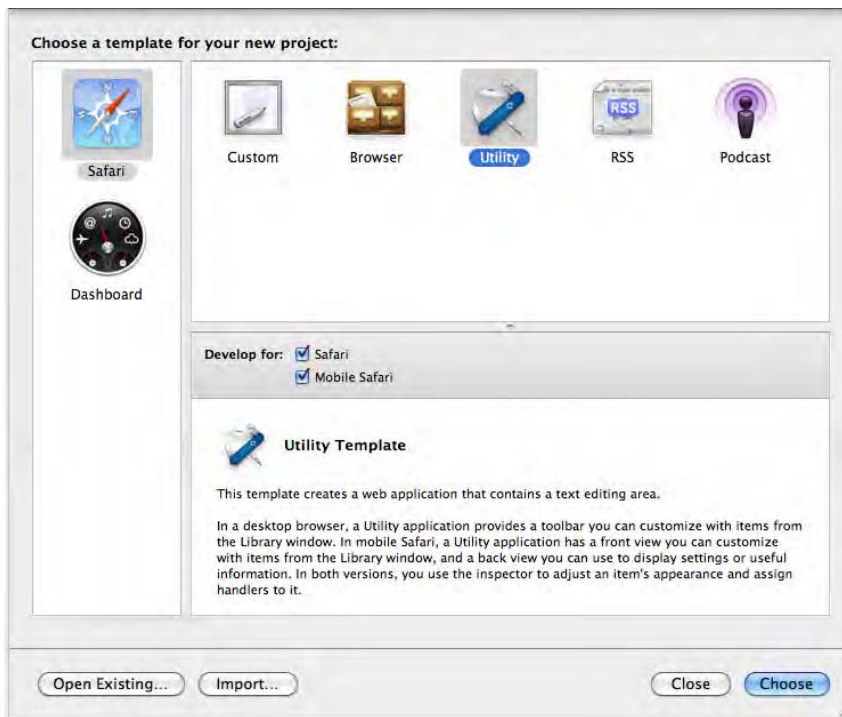 Choose a template for your new project:
Safari
Dashboard
Custom
Browser
Utility
RSS
RSS
Podcast
Develop for: Safari
Mobile Safari
Utility Template
This template creates a web application that contains a text editing area.
In a desktop browser, a Utility application provides a toolbar you can customize with items from
the Library window. In mobile Safari, a Utility application has a front view you can customize
with items from the Library window, and a back view you can use to display settings or useful
information. In both versions, you use the inspector to adjust an item's appearance and assign
handlers to it.
Open Existing... Import... Close Choose